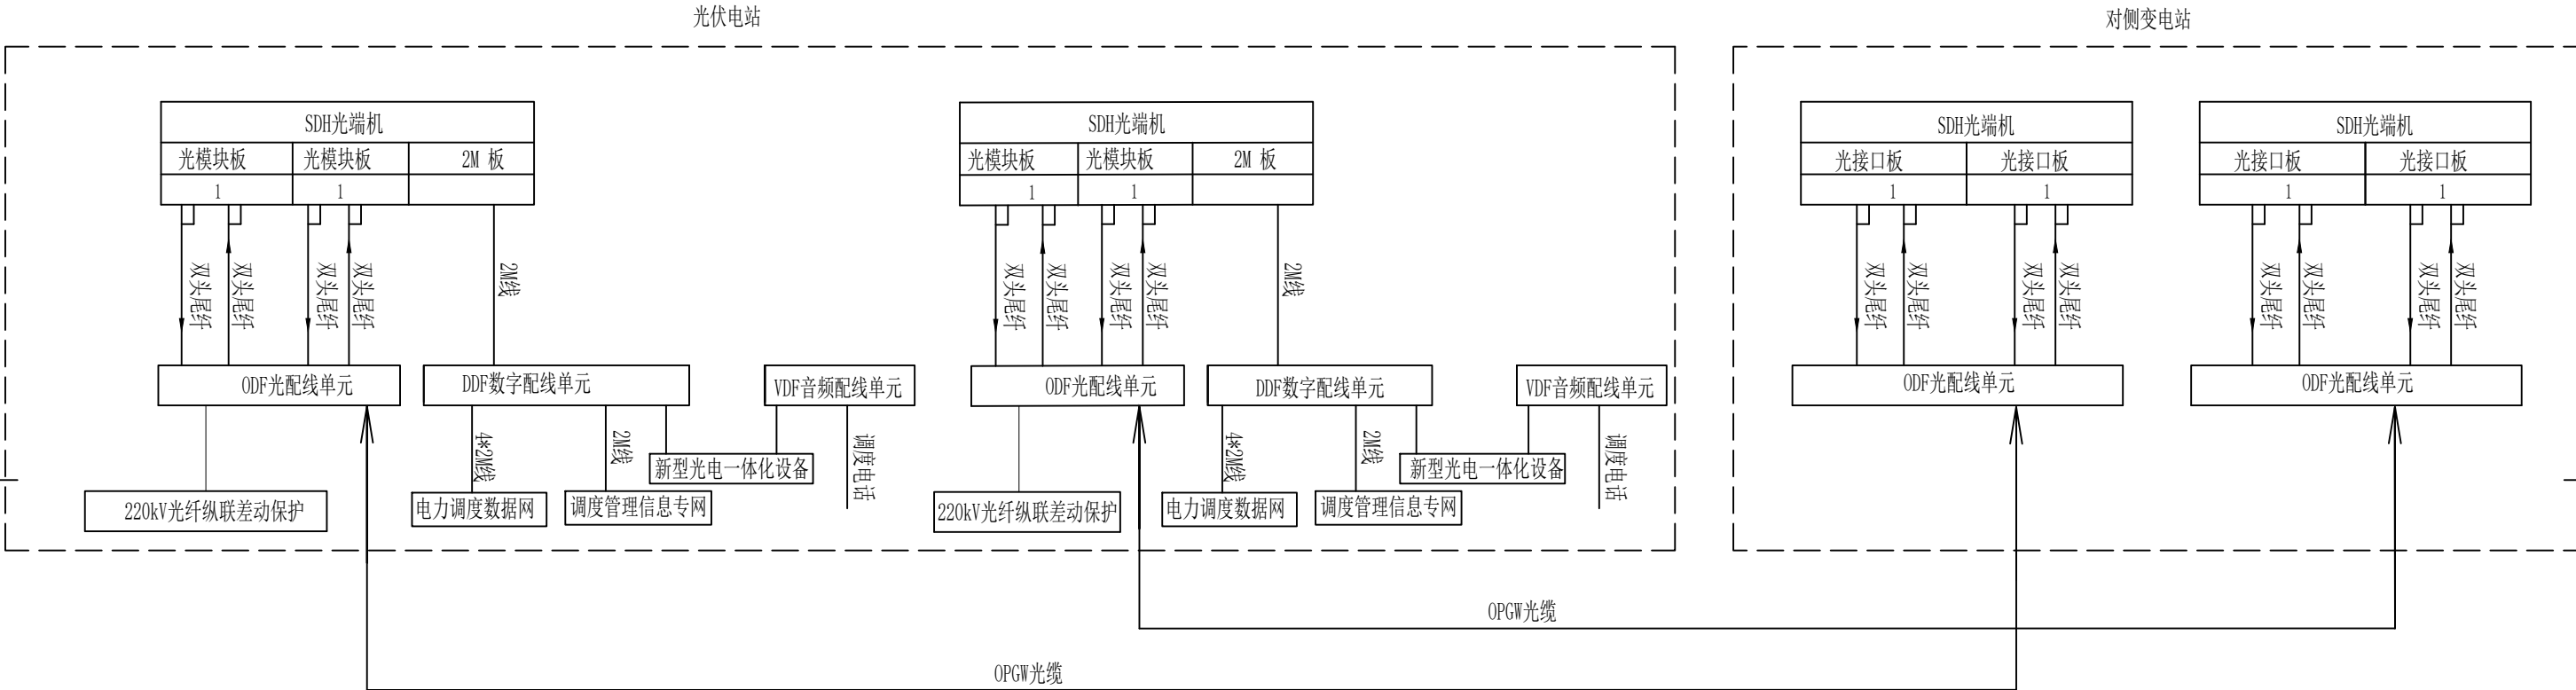 光伏电站
对侧变电站
SDH光端机
光模块板 光模块板 2M 板
1 1
双头尾纤 双头尾纤 双头尾纤 双头尾纤 2M线
ODF光配线单元 DDF数字配线单元 VDF音频配线单元
4*2M线 2M线 调度电话
新型光电一体化设备
220kV光纤纵联差动保护 电力调度数据网 调度管理信息专网
SDH光端机
光模块板 光模块板 2M 板
1 1
双头尾纤 双头尾纤 双头尾纤 双头尾纤 2M线
ODF光配线单元 DDF数字配线单元 VDF音频配线单元
4*2M线 2M线 调度电话
新型光电一体化设备
220kV光纤纵联差动保护 电力调度数据网 调度管理信息专网
SDH光端机
光接口板 光接口板
1 1
双头尾纤 双头尾纤 双头尾纤 双头尾纤
ODF光配线单元
SDH光端机
光接口板 光接口板
1 1
双头尾纤 双头尾纤 双头尾纤 双头尾纤
ODF光配线单元
OPGW光缆
OPGW光缆